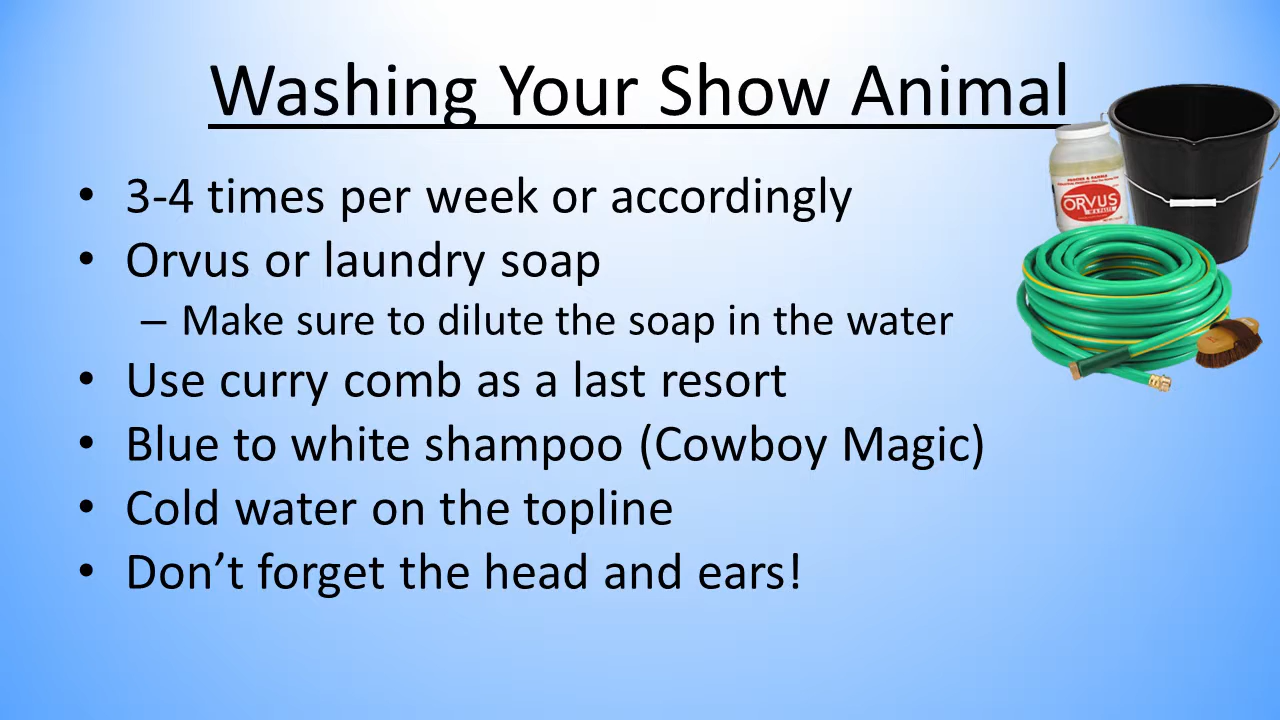 Washing Your Show Animal
• 3-4 times per week or accordingly
• Orvus or laundry soap
– Make sure to dilute the soap in the water
• Use curry comb as a last resort
• Blue to white shampoo (Cowboy Magic)
• Cold water on the topline
• Don’t forget the head and ears!
ORVUS